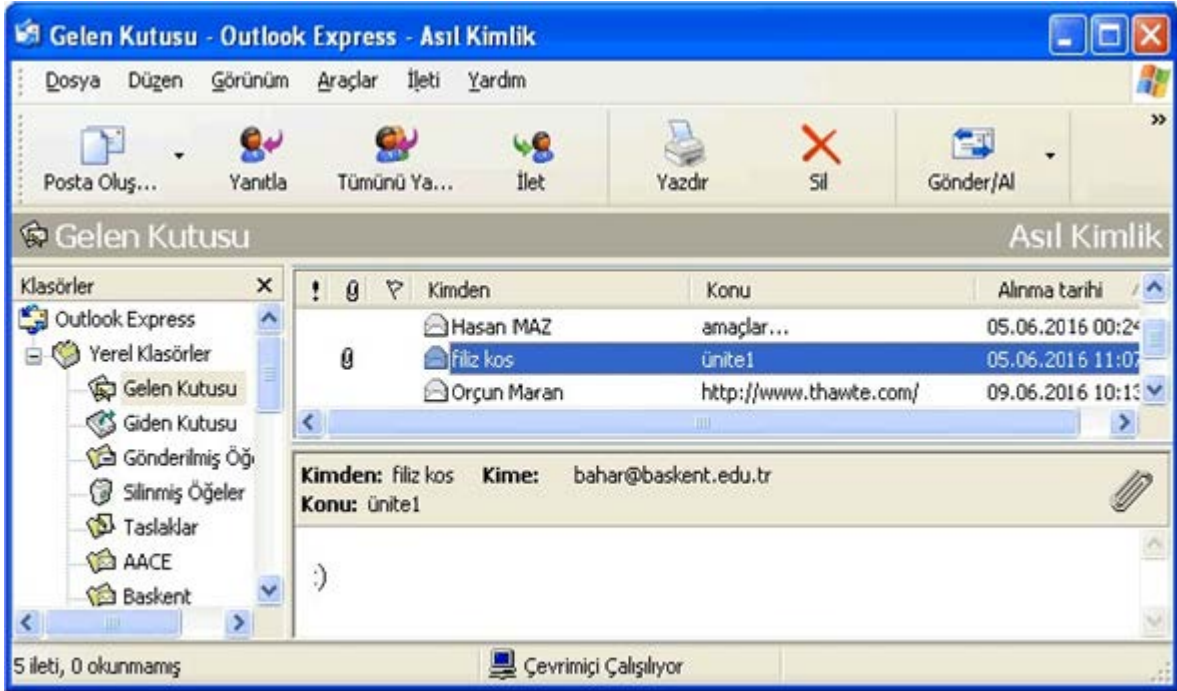 Gelen Kutusu - Outlook Express - Asıl Kimlik
Dosya Düzen Görünüm Araçlar İleti Yardım
Posta Oluş... Yanıtla Tümünü Ya... İlet Yazdır Sil Gönder/Al
Gelen Kutusu Asıl Kimlik
Klasörler
Outlook Express
Yerel Klasörler
Gelen Kutusu
Giden Kutusu
Gönderilmiş Öğ
Silinmiş Öğeler
Taslaklar
AACE
Baskent
Kimden Konu Alınma tarihi
Hasan MAZ amaçlar... 05.06.2016 00:24
filiz kos ünite1 05.06.2016 11:07
Orçun Maran http://www.thawte.com/ 09.06.2016 10:13
Kimden: filiz kos Kime: bahar@baskent.edu.tr
Konu: ünite1
:)
5 ileti, 0 okunmamış Çevrimiçi Çalışılıyor